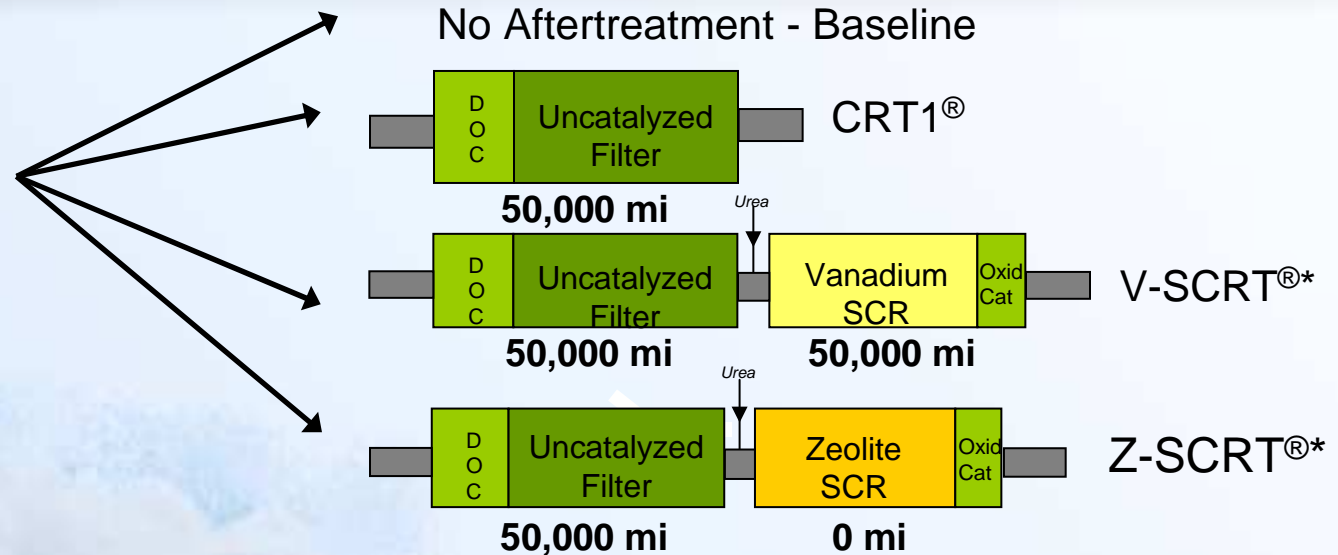 No Aftertreatment - Baseline
D
O
C
Uncatalyzed
Filter
CRT1®
50,000 mi
Urea
D
O
C
Uncatalyzed
Filter
Vanadium
SCR
Oxid
Cat
V-SCRT®*
50,000 mi
50,000 mi
Urea
D
O
C
Uncatalyzed
Filter
Zeolite
SCR
Oxid
Cat
Z-SCRT®*
50,000 mi
0 mi